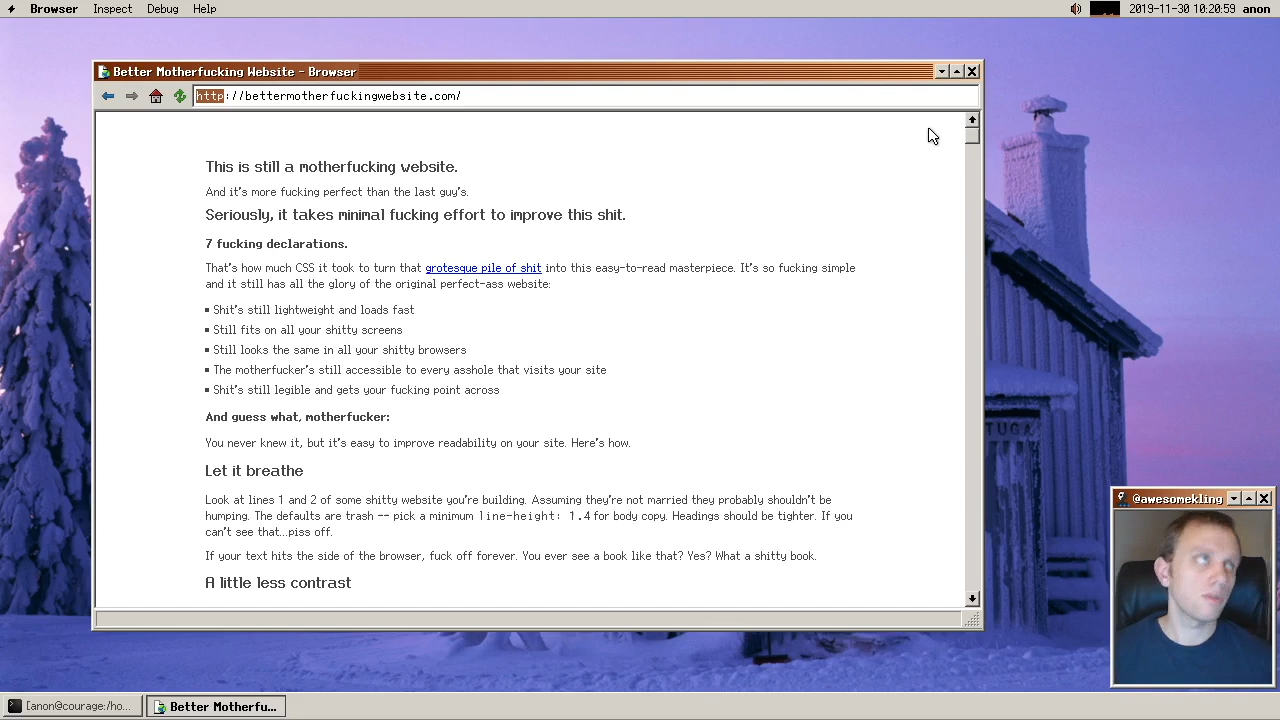 Browser Inspect Debug Help 2019-11-30 10:20:59 anon
Better Motherfucking Website - Browser
http://bettermotherfuckingwebsite.com/
This is still a motherfucking website.
And it's more fucking perfect than the last guy's.
Seriously, it takes minimal fucking effort to improve this shit.
7 fucking declarations.
That's how much CSS it took to turn that grotesque pile of shit into this easy-to-read masterpiece. It's so fucking simple
and it still has all the glory of the original perfect-ass website:
Shit's still lightweight and loads fast
Still fits on all your shitty screens
Still looks the same in all your shitty browsers
The motherfucker's still accessible to every asshole that visits your site
Shit's still legible and gets your fucking point across
And guess what, motherfucker:
You never knew it, but it's easy to improve readability on your site. Here's how.
Let it breathe
Look at lines 1 and 2 of some shitty website you're building. Assuming they're not married they probably shouldn't be
humping. The defaults are trash -- pick a minimum line-height: 1.4 for body copy. Headings should be tighter. If you
can't see that...piss off.
If your text hits the side of the browser, fuck off forever. You ever see a book like that? Yes? What a shitty book.
A little less contrast
TUGA
@awesomekling
[anon@courage:/ho...
Better Motherfu...